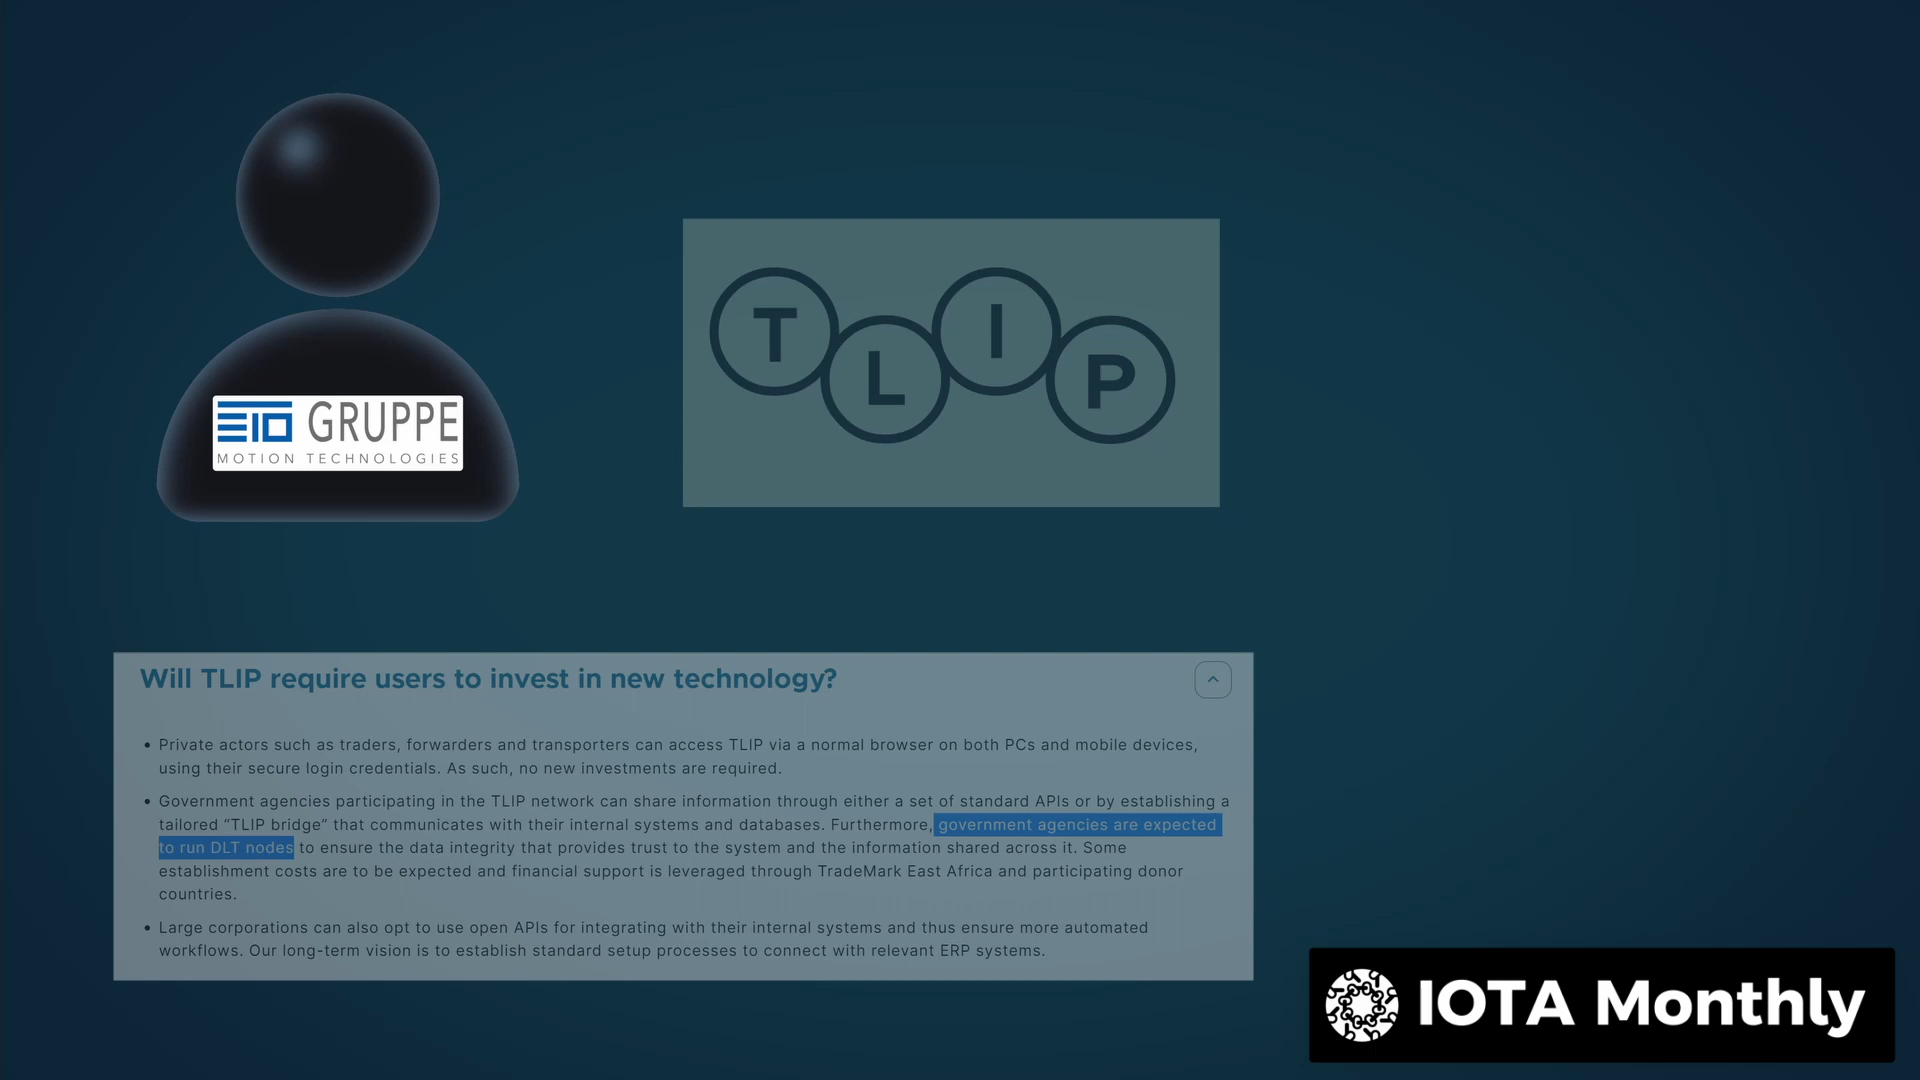 ETO GRUPPE
MOTION TECHNOLOGIES
TLIP
Will TLIP require users to invest in new technology?
• Private actors such as traders, forwarders and transporters can access TLIP via a normal browser on both PCs and mobile devices,
using their secure login credentials. As such, no new investments are required.
• Government agencies participating in the TLIP network can share information through either a set of standard APIs or by establishing a
tailored “TLIP bridge” that communicates with their internal systems and databases. Furthermore, government agencies are expected
to run DLT nodes to ensure the data integrity that provides trust to the system and the information shared across it. Some
establishment costs are to be expected and financial support is leveraged through TradeMark East Africa and participating donor
countries.
• Large corporations can also opt to use open APIs for integrating with their internal systems and thus ensure more automated
workflows. Our long-term vision is to establish standard setup processes to connect with relevant ERP systems.
IOTA Monthly